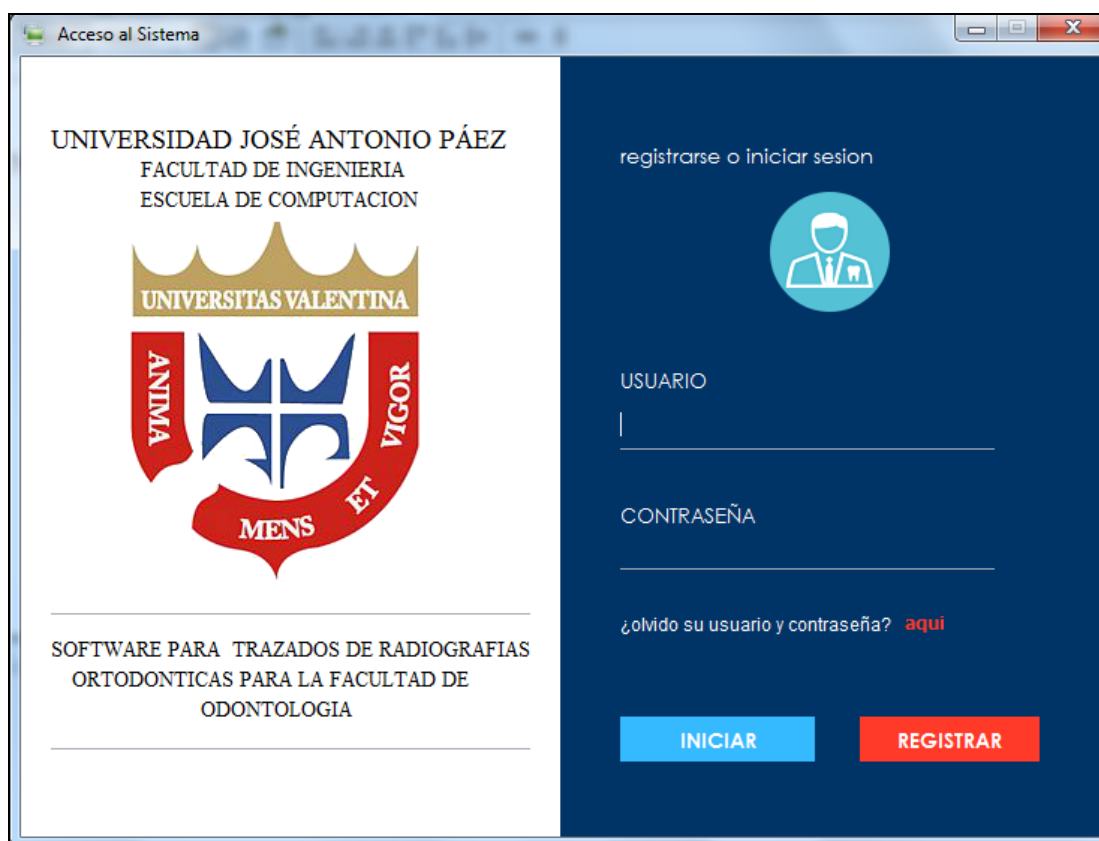 Acceso al Sistema
UNIVERSIDAD JOSÉ ANTONIO PÁEZ
FACULTAD DE INGENIERIA
ESCUELA DE COMPUTACION
UNIVERSITAS VALENTINA
ANIMA
MENS
ET
VIGOR
SOFTWARE PARA TRAZADOS DE RADIOGRAFIAS
ORTODONTICAS PARA LA FACULTAD DE
ODONTOLOGIA
registrarse o iniciar sesion
USUARIO
CONTRASEÑA
¿olvido su usuario y contraseña? aqui
INICIAR
REGISTRAR